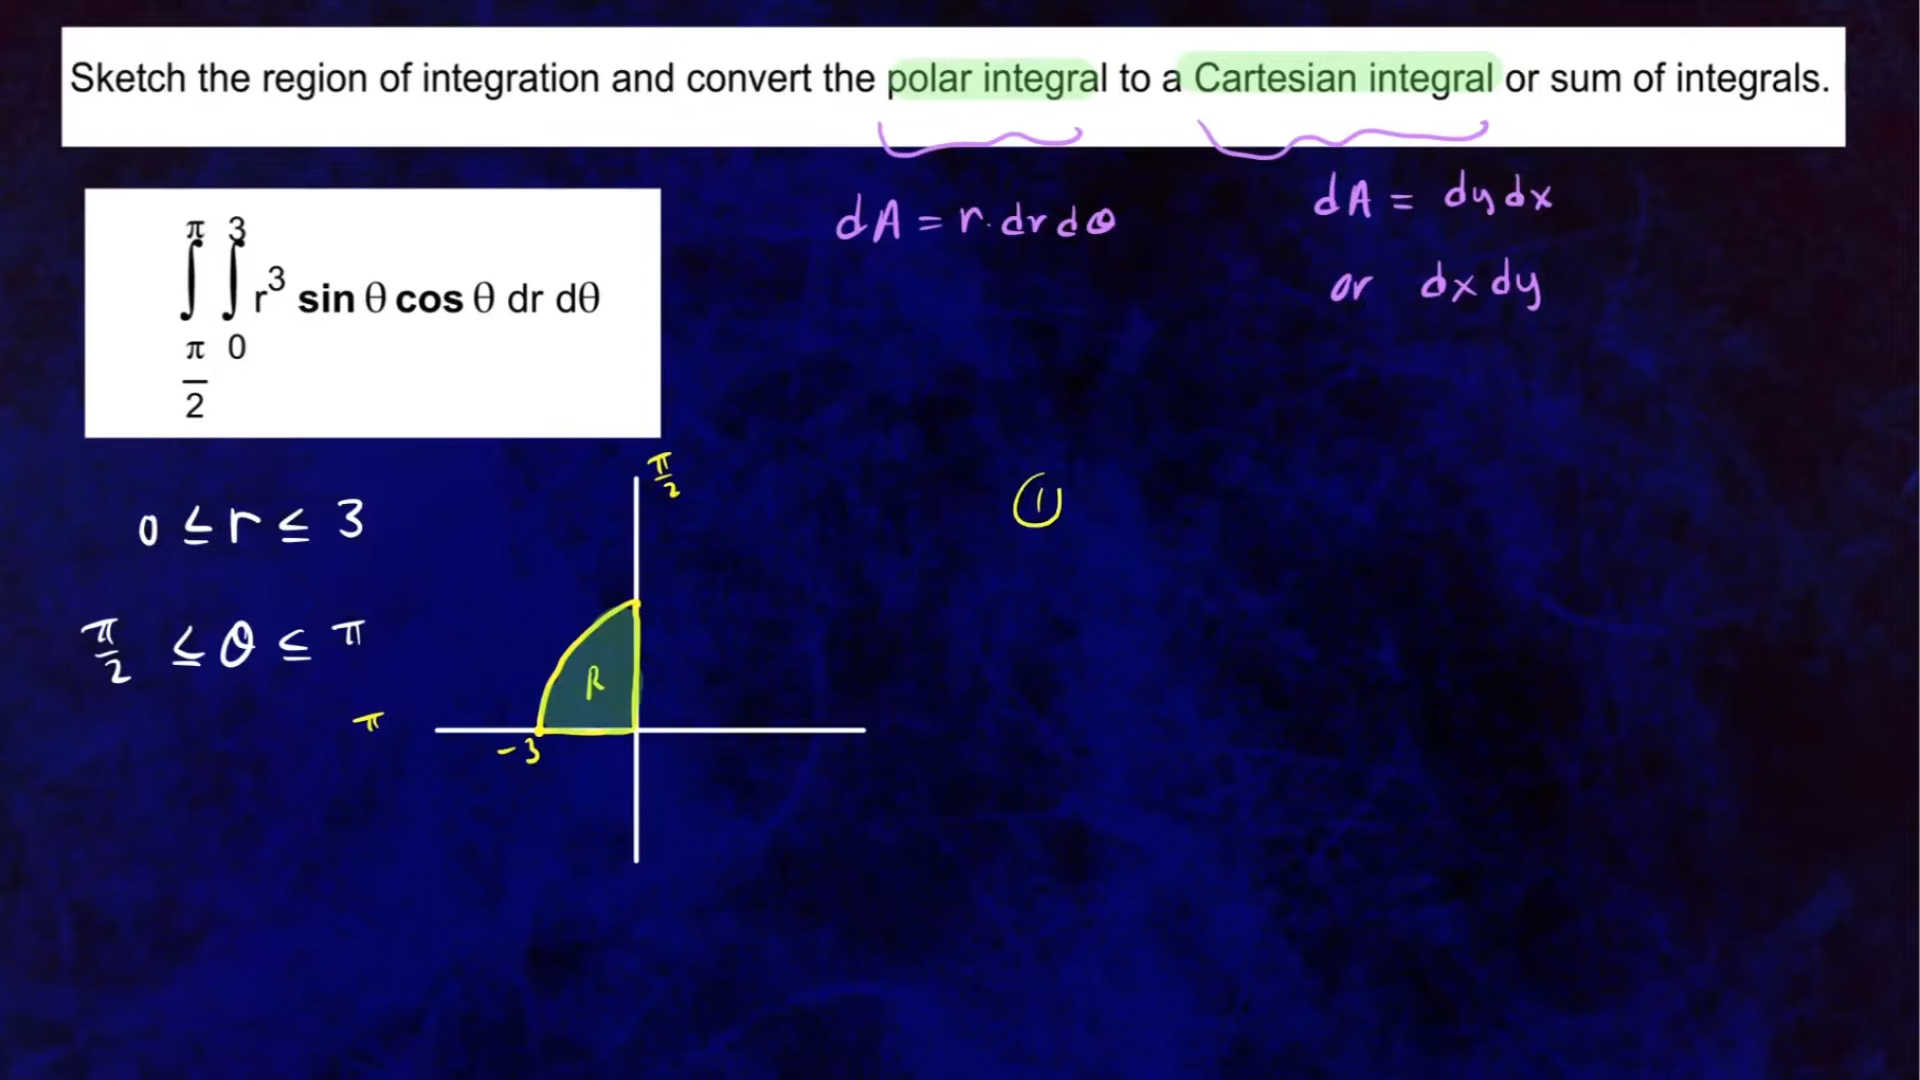 Sketch the region of integration and convert the polar integral to a Cartesian integral or sum of integrals.
dA = r·dr dθ
dA = dy dx
or dx dy
π 3
∫ ∫ r³ sin θ cos θ dr dθ
π/2 0
0 ≤ r ≤ 3
π/2 ≤ θ ≤ π
π/2
①
R
π
-3